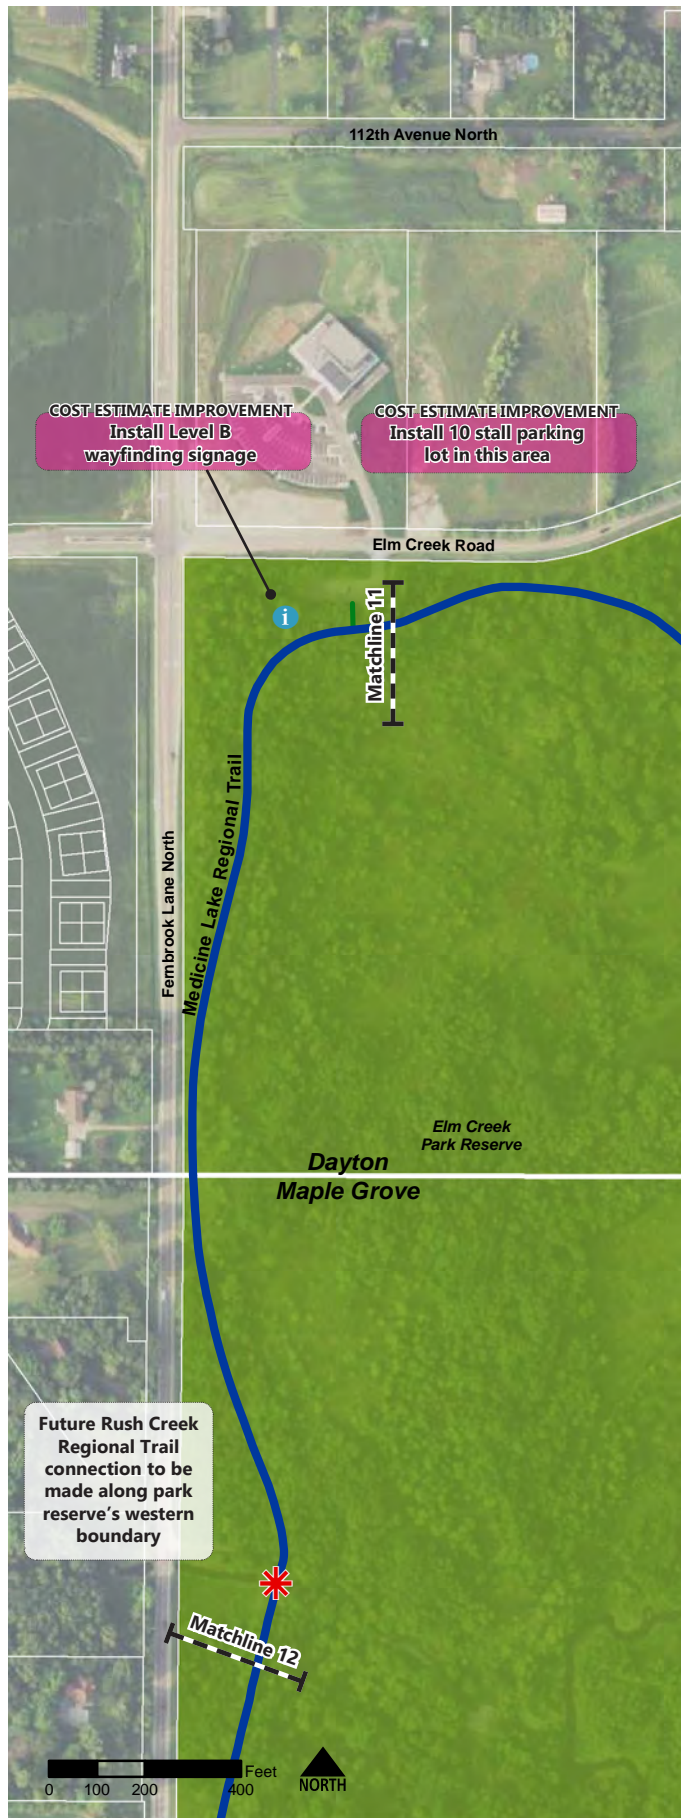 112th Avenue North
COST ESTIMATE IMPROVEMENT
Install Level B
wayfinding signage
COST ESTIMATE IMPROVEMENT
Install 10 stall parking
lot in this area
Elm Creek Road
i
Matchline 11
Medicine Lake Regional Trail
Fernbrook Lane North
Elm Creek
Park Reserve
Dayton
Maple Grove
Future Rush Creek
Regional Trail
connection to be
made along park
reserve's western
boundary
Matchline 12
Feet
0 100 200 400
NORTH